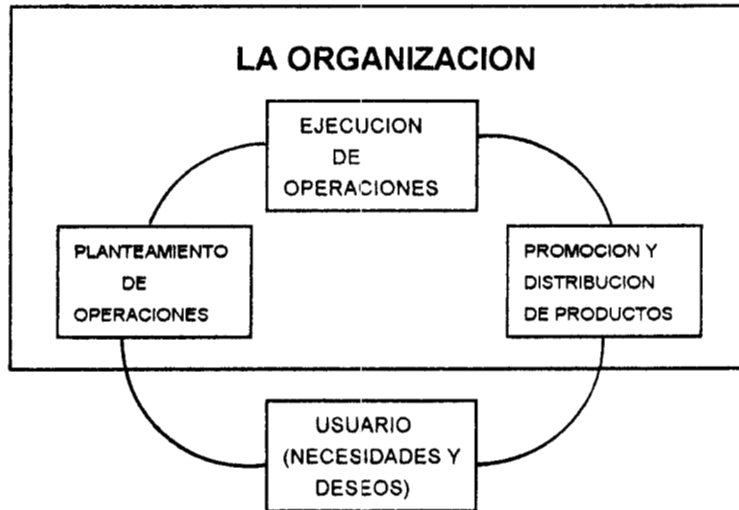 LA ORGANIZACION
EJECUCION
DE
OPERACIONES
PLANTEAMIENTO
DE
OPERACIONES
PROMOCION Y
DISTRIBUCION
DE PRODUCTOS
USUARIO
(NECESIDADES Y
DESEOS)